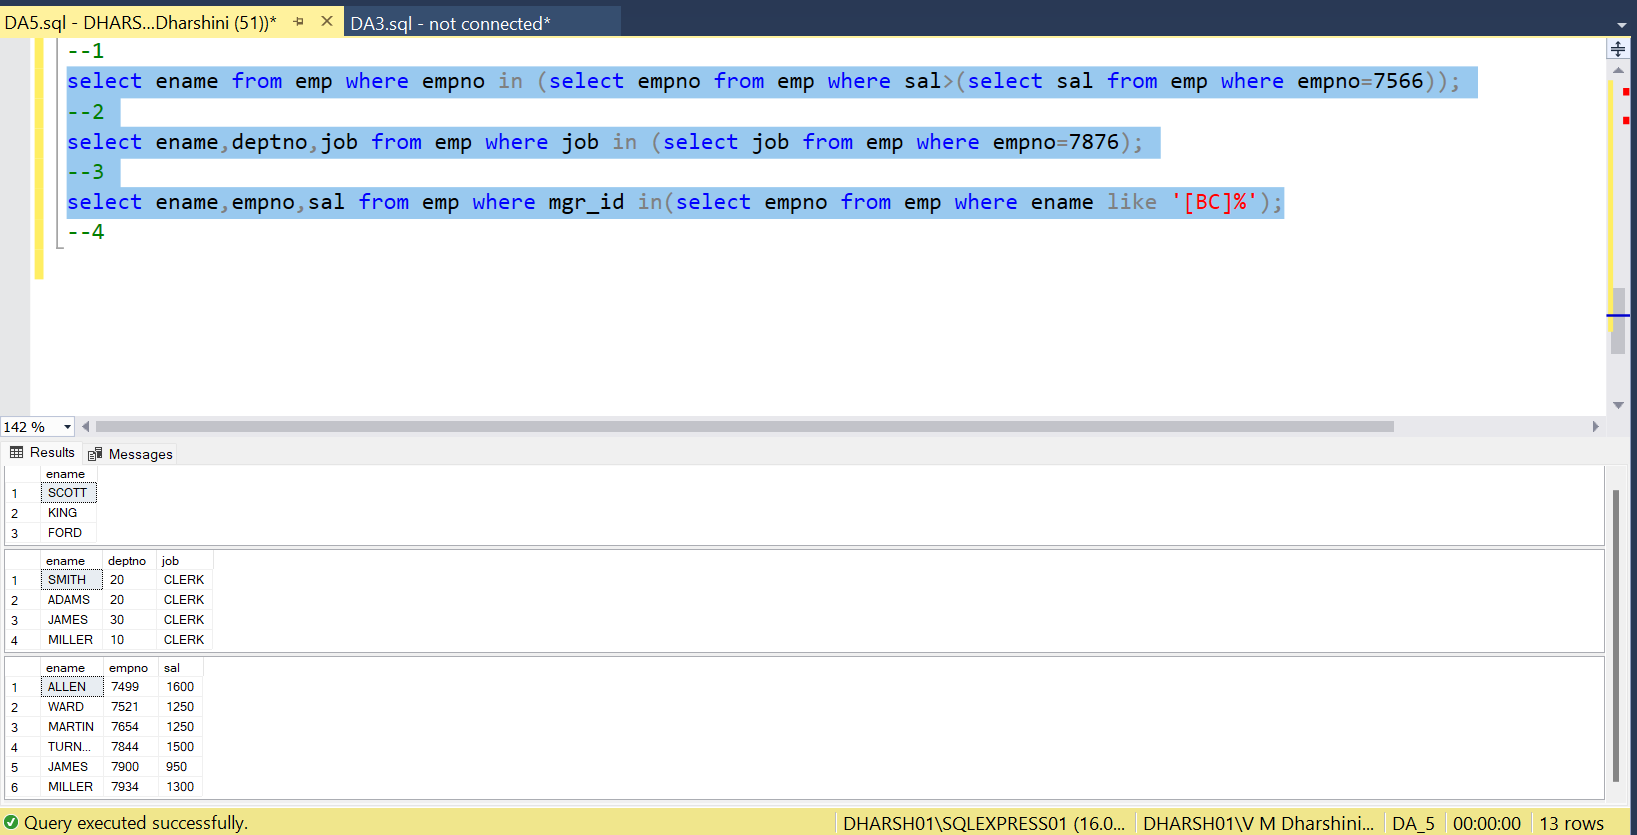 DA5.sql - DHARS...Dharshini (51))* DA3.sql - not connected*
--1
select ename from emp where empno in (select empno from emp where sal>(select sal from emp where empno=7566));
--2
select ename,deptno,job from emp where job in (select job from emp where empno=7876);
--3
select ename,empno,sal from emp where mgr_id in(select empno from emp where ename like '[BC]%');
--4
142 %
Results Messages
ename
1 SCOTT
2 KING
3 FORD
ename deptno job
1 SMITH 20 CLERK
2 ADAMS 20 CLERK
3 JAMES 30 CLERK
4 MILLER 10 CLERK
ename empno sal
1 ALLEN 7499 1600
2 WARD 7521 1250
3 MARTIN 7654 1250
4 TURN... 7844 1500
5 JAMES 7900 950
6 MILLER 7934 1300
Query executed successfully. DHARSH01\SQLEXPRESS01 (16.0... DHARSH01\V M Dharshini... DA_5 00:00:00 13 rows